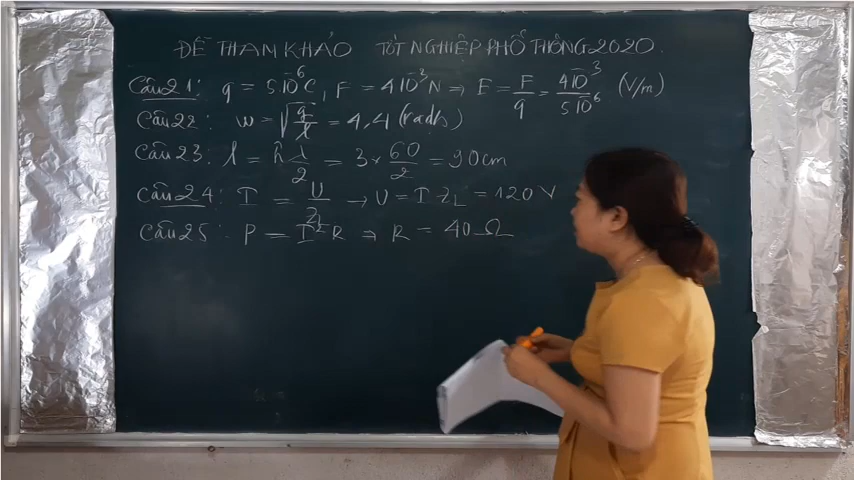 ĐỀ THAM KHẢO TỐT NGHIỆP PHỔ THÔNG 2020.
Câu 21: q = 5.10⁻⁶C, F = 4.10⁻³N ⇒ E = F/q = 4.10⁻³/5.10⁻⁶ (V/m)
Câu 22: ω = √(g/l) = 4,4 (rad/s)
Câu 23: l = k λ/2 = 3 × 60/2 = 90cm
Câu 24: I = U/Z_L → U = I Z_L = 120 V
Câu 25: P = I²R ⇒ R = 40 Ω